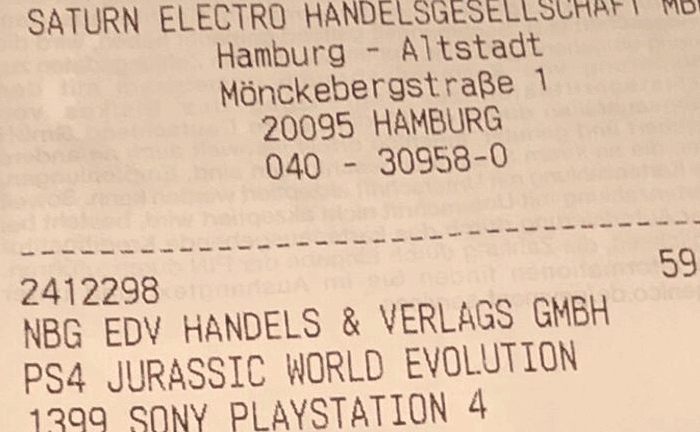 SATURN ELECTRO HANDELSGESELLSCHAFT MB
Hamburg - Altstadt
Mönckebergstraße 1
20095 HAMBURG
040 - 30958-0
2412298 59
NBG EDV HANDELS & VERLAGS GMBH
PS4 JURASSIC WORLD EVOLUTION
1399 SONY PLAYSTATION 4